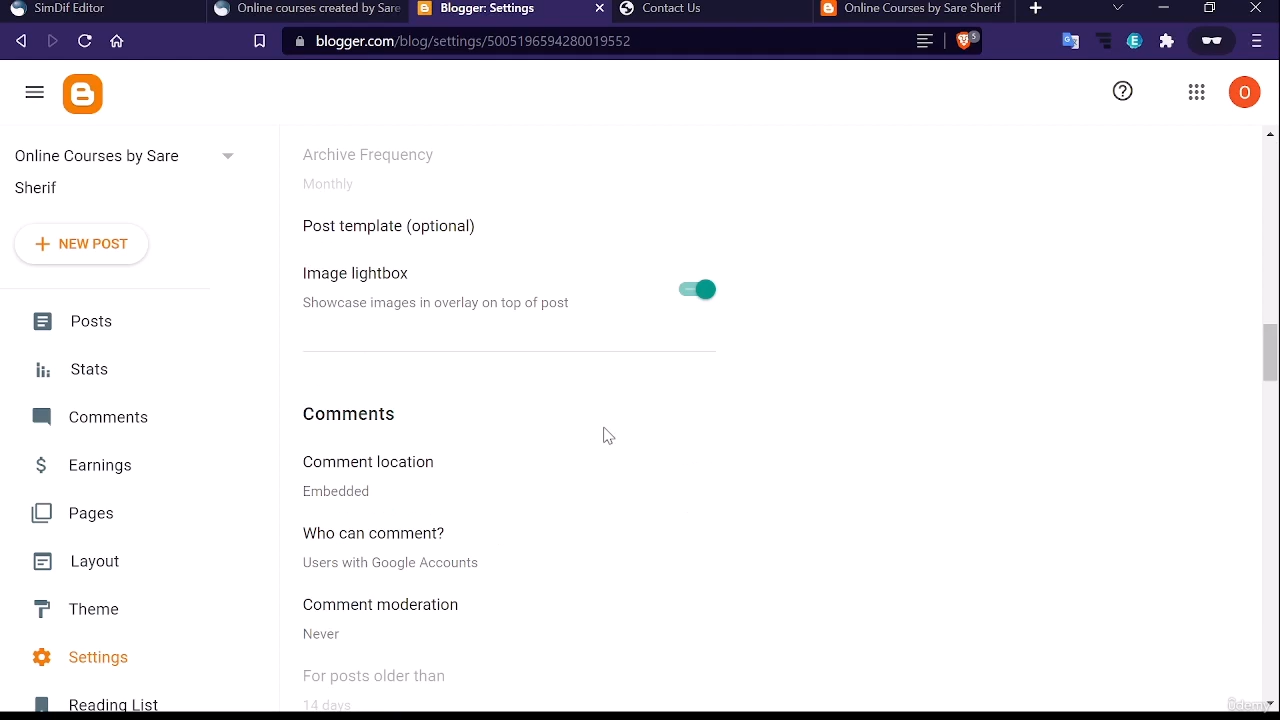 SimDif Editor
Online courses created by Sare
Blogger: Settings
Contact Us
Online Courses by Sare Sherif
blogger.com/blog/settings/5005196594280019552
5
E
O
Online Courses by Sare
Sherif
NEW POST
Posts
Stats
Comments
Earnings
Pages
Layout
Theme
Settings
Reading List
Archive Frequency
Monthly
Post template (optional)
Image lightbox
Showcase images in overlay on top of post
Comments
Comment location
Embedded
Who can comment?
Users with Google Accounts
Comment moderation
Never
For posts older than
14 days
Udemy